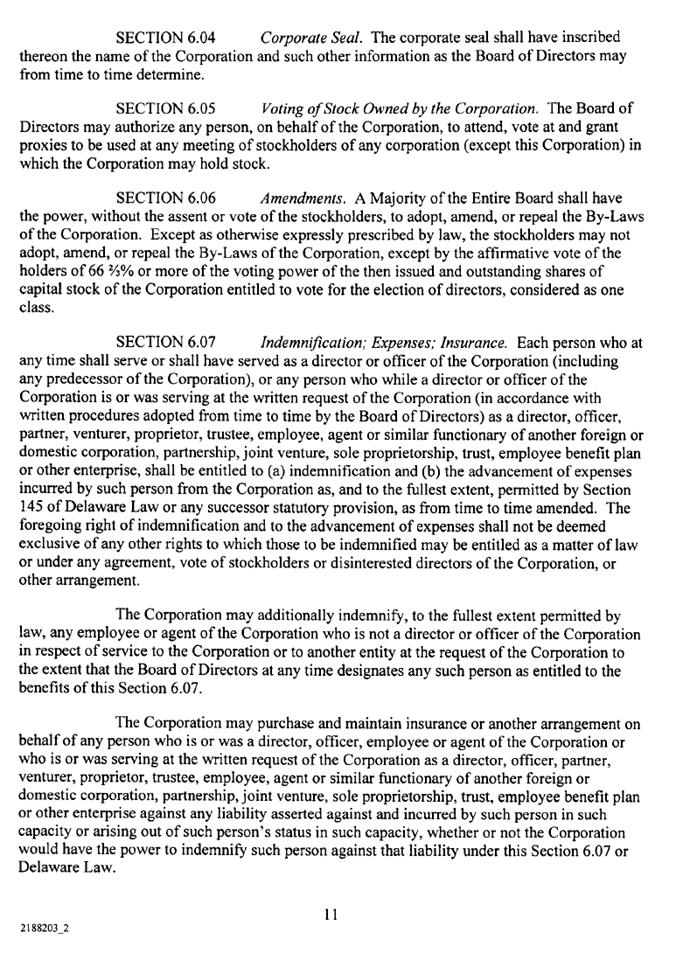 SECTION 6.04 Corporate Seal. The corporate seal shall have inscribed
thereon the name of the Corporation and such other information as the Board of Directors may
from time to time determine.
SECTION 6.05 Voting of Stock Owned by the Corporation. The Board of
Directors may authorize any person, on behalf of the Corporation, to attend, vote at and grant
proxies to be used at any meeting of stockholders of any corporation (except this Corporation) in
which the Corporation may hold stock.
SECTION 6.06 Amendments. A Majority of the Entire Board shall have
the power, without the assent or vote of the stockholders, to adopt, amend, or repeal the By-Laws
of the Corporation. Except as otherwise expressly prescribed by law, the stockholders may not
adopt, amend, or repeal the By-Laws of the Corporation, except by the affirmative vote of the
holders of 66 ⅔% or more of the voting power of the then issued and outstanding shares of
capital stock of the Corporation entitled to vote for the election of directors, considered as one
class.
SECTION 6.07 Indemnification; Expenses; Insurance. Each person who at
any time shall serve or shall have served as a director or officer of the Corporation (including
any predecessor of the Corporation), or any person who while a director or officer of the
Corporation is or was serving at the written request of the Corporation (in accordance with
written procedures adopted from time to time by the Board of Directors) as a director, officer,
partner, venturer, proprietor, trustee, employee, agent or similar functionary of another foreign or
domestic corporation, partnership, joint venture, sole proprietorship, trust, employee benefit plan
or other enterprise, shall be entitled to (a) indemnification and (b) the advancement of expenses
incurred by such person from the Corporation as, and to the fullest extent, permitted by Section
145 of Delaware Law or any successor statutory provision, as from time to time amended. The
foregoing right of indemnification and to the advancement of expenses shall not be deemed
exclusive of any other rights to which those to be indemnified may be entitled as a matter of law
or under any agreement, vote of stockholders or disinterested directors of the Corporation, or
other arrangement.
The Corporation may additionally indemnify, to the fullest extent permitted by
law, any employee or agent of the Corporation who is not a director or officer of the Corporation
in respect of service to the Corporation or to another entity at the request of the Corporation to
the extent that the Board of Directors at any time designates any such person as entitled to the
benefits of this Section 6.07.
The Corporation may purchase and maintain insurance or another arrangement on
behalf of any person who is or was a director, officer, employee or agent of the Corporation or
who is or was serving at the written request of the Corporation as a director, officer, partner,
venturer, proprietor, trustee, employee, agent or similar functionary of another foreign or
domestic corporation, partnership, joint venture, sole proprietorship, trust, employee benefit plan
or other enterprise against any liability asserted against and incurred by such person in such
capacity or arising out of such person's status in such capacity, whether or not the Corporation
would have the power to indemnify such person against that liability under this Section 6.07 or
Delaware Law.
11
2188203_2